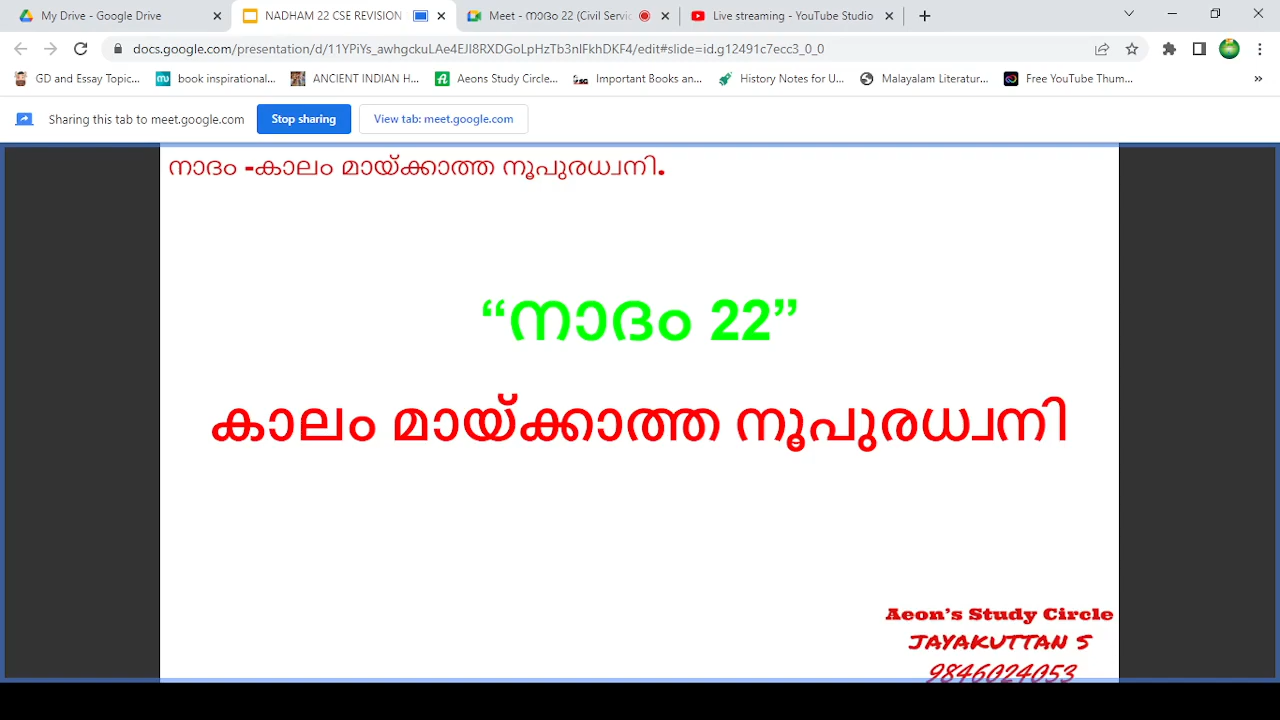 My Drive - Google Drive
NADHAM 22 CSE REVISION
Meet - നാദം 22 (Civil Servic
Live streaming - YouTube Studio
docs.google.com/presentation/d/11YPiYs_awhgckuLAe4EJI8RXDGoLpHzTb3nIFkhDKF4/edit#slide=id.g12491c7ecc3_0_0
GD and Essay Topic... book inspirational... ANCIENT INDIAN H... Aeons Study Circle... Important Books an... History Notes for U... Malayalam Literatur... Free YouTube Thum...
Sharing this tab to meet.google.com Stop sharing View tab: meet.google.com
നാദം -കാലം മായ്ക്കാത്ത നൂപുരധ്വനി.
“നാദം 22”
കാലം മായ്ക്കാത്ത നൂപുരധ്വനി
Aeon’s Study Circle
JAYAKUTTAN S
9846024053